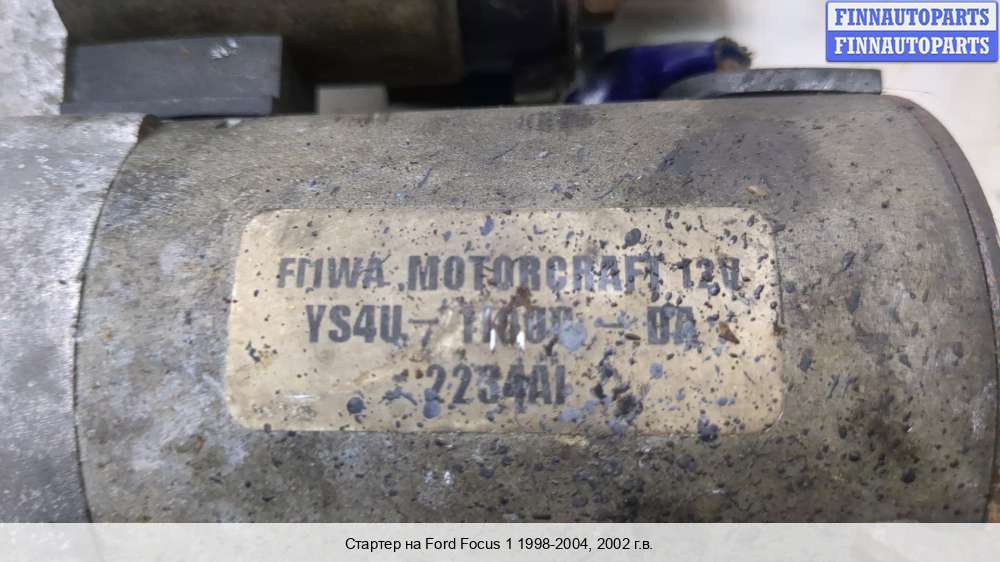 FINNAUTOPARTS
FINNAUTOPARTS
MOTORCRAFT 12V
YS4U-
2234AI
Стартер на Ford Focus 1 1998-2004, 2002 г.в.